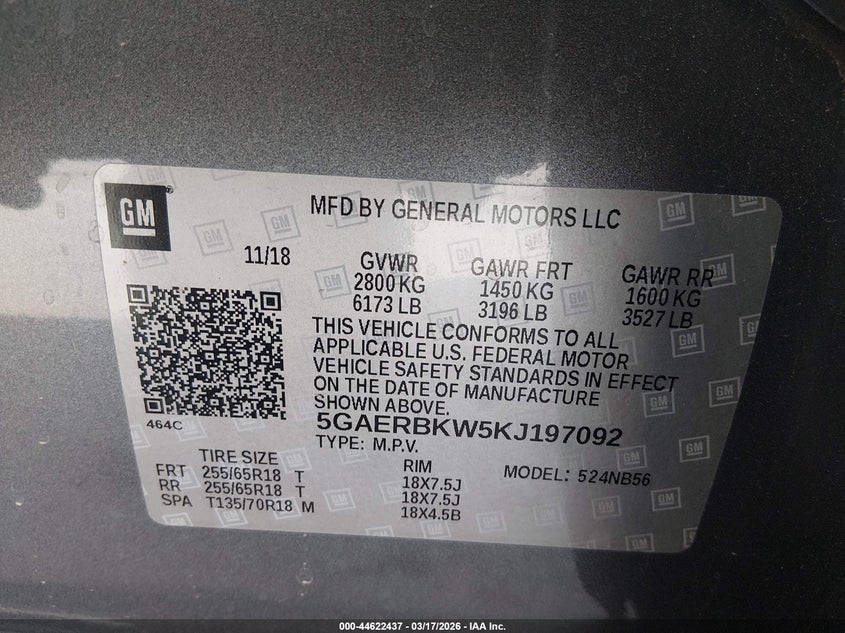 GM
MFD BY GENERAL MOTORS LLC
11/18
GVWR GAWR FRT GAWR RR
2800 KG 1450 KG 1600 KG
6173 LB 3196 LB 3527 LB
THIS VEHICLE CONFORMS TO ALL
APPLICABLE U.S. FEDERAL MOTOR
VEHICLE SAFETY STANDARDS IN EFFECT
ON THE DATE OF MANUFACTURE
SHOWN ABOVE.
464C
5GAERBKW5KJ197092
TYPE: M.P.V.
TIRE SIZE RIM MODEL: 524NB56
FRT 255/65R18 T 18X7.5J
RR 255/65R18 T 18X7.5J
SPA T135/70R18 M 18X4.5B
000-44622437 - 03/17/2026 - IAA Inc.